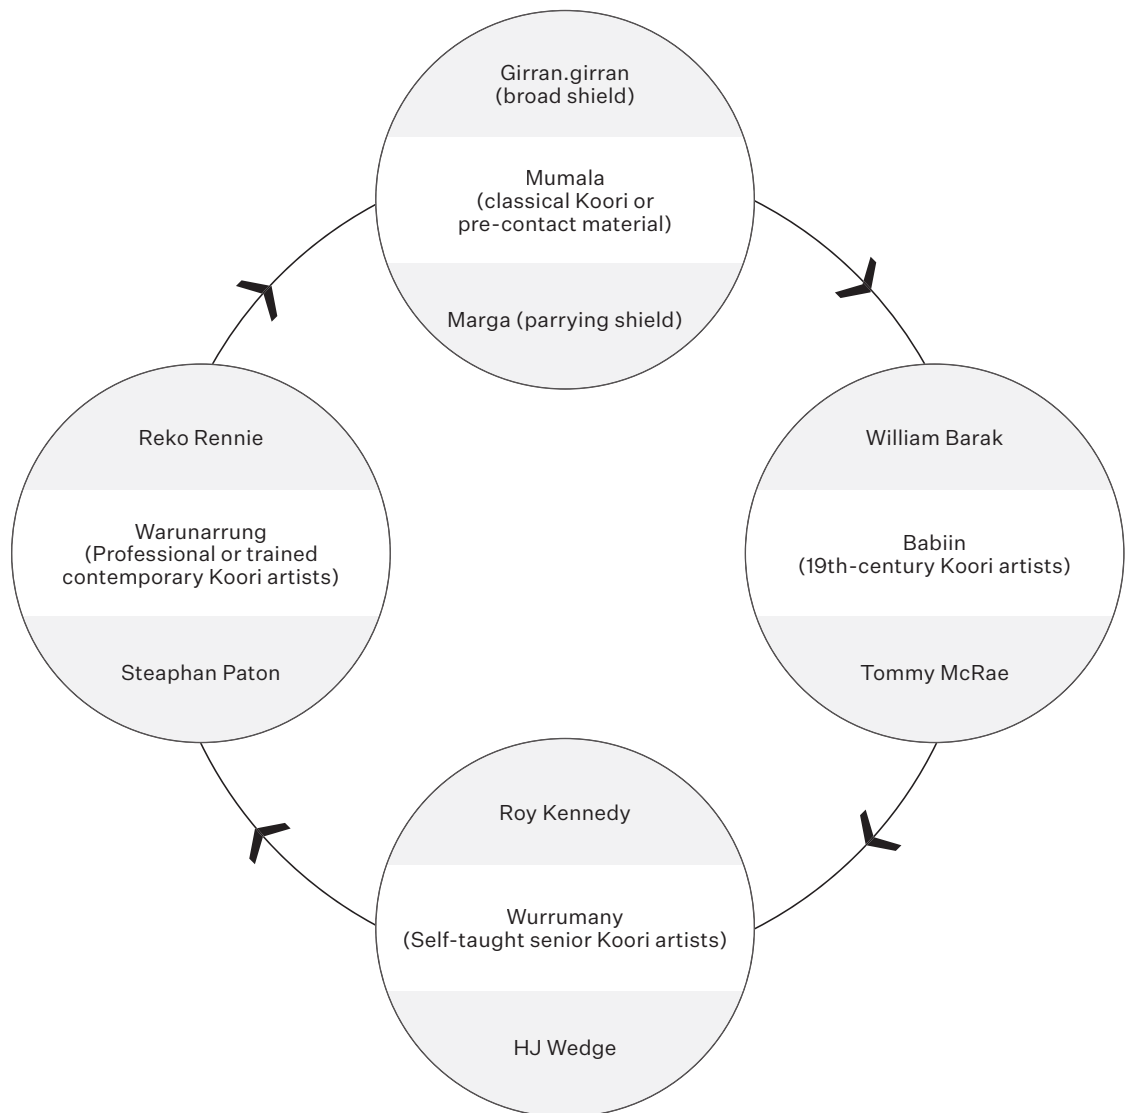 Girran.girran
(broad shield)
Mumala
(classical Koori or
pre-contact material)
Marga (parrying shield)
Reko Rennie
Warunarrung
(Professional or trained
contemporary Koori artists)
Steaphan Paton
William Barak
Babiin
(19th-century Koori artists)
Tommy McRae
Roy Kennedy
Wurrumany
(Self-taught senior Koori artists)
HJ Wedge